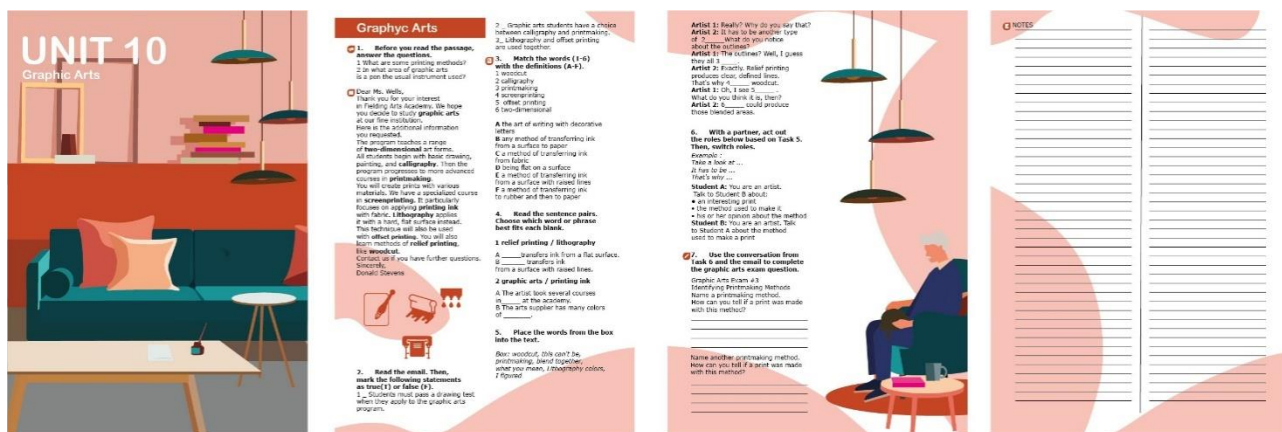 UNIT 10
Graphic Arts
Graphyc Arts
1. Before you read the passage,
answer the questions.
1 What are some printing methods?
2 In what area of graphic arts
is a pen the usual instrument used?
Dear Ms. Wells,
Thank you for your interest
in Fielding Arts Academy. We hope
you decide to study graphic arts
at our fine institution.
Here is the additional information
you requested.
The program teaches a range
of two-dimensional art forms.
All students begin with basic drawing,
painting, and calligraphy. Then the
program progresses to more advanced
courses in printmaking.
You will create prints with various
materials. We have a specialized course
in screenprinting. It particularly
focuses on applying printing ink
with fabric. Lithography applies
it with a hard, flat surface instead.
This technique will also be used
with offset printing. You will also
learn methods of relief printing,
like woodcut.
Contact us if you have further questions.
Sincerely,
Donald Stevens
2. Read the email. Then,
mark the following statements
as true(T) or false (F).
1 _ Students must pass a drawing test
when they apply to the graphic arts
program.
2 _ Graphic arts students have a choice
between calligraphy and printmaking.
3_ Lithography and offset printing
are used together.
3. Match the words (1-6)
with the definitions (A-F).
1 woodcut
2 calligraphy
3 printmaking
4 screenprinting
5 offset printing
6 two-dimensional
A the art of writing with decorative
letters
B any method of transferring ink
from a surface to paper
C a method of transferring ink
from fabric
D being flat on a surface
E a method of transferring ink
from a surface with raised lines
F a method of transferring ink
to rubber and then to paper
4. Read the sentence pairs.
Choose which word or phrase
best fits each blank.
1 relief printing / lithography
A ____transfers ink from a flat surface.
B _____ transfers ink
from a surface with raised lines.
2 graphic arts / printing ink
A The artist took several courses
in____ at the academy.
B The arts supplier has many colors
of ______.
5. Place the words from the box
into the text.
Box: woodcut, this can't be,
printmaking, blend together,
what you mean, Lithography colors,
I figured
Artist 1: Really? Why do you say that?
Artist 2: It has to be another type
of 2_____What do you notice
about the outlines?
Artist 1: The outlines? Well, I guess
they all 3 ____.
Artist 2: Exactly. Relief printing
produces clear, defined lines.
That's why 4_____ woodcut.
Artist 1: Oh, I see 5_____ .
What do you think it is, then?
Artist 2: 6______ could produce
those blended areas.
6. With a partner, act out
the roles below based on Task 5.
Then, switch roles.
Example :
Take a look at ...
It has to be ...
That's why ...
Student A: You are an artist.
Talk to Student B about:
• an interesting print
• the method used to make it
• his or her opinion about the method
Student B: You are an artist. Talk
to Student A about the method
used to make a print
7. Use the conversation from
Task 6 and the email to complete
the graphic arts exam question.
Graphic Arts Exam #3
Identifying Printmaking Methods
Name a printmaking method.
How can you tell if a print was made
with this method?
Name another printmaking method.
How can you tell if a print was made
with this method?
NOTES